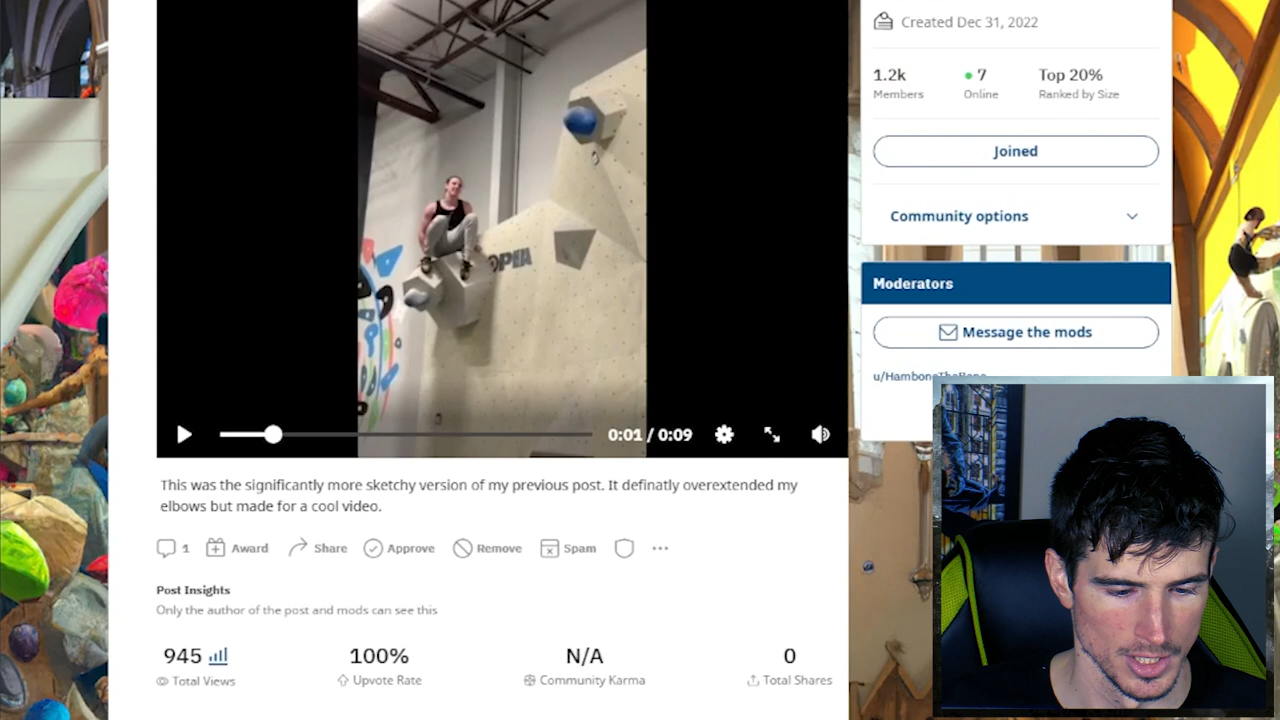 Created Dec 31, 2022
1.2k
Members
7
Online
Top 20%
Ranked by Size
Joined
Community options
Moderators
Message the mods
OPIA
0:01 / 0:09
This was the significantly more sketchy version of my previous post. It definatly overextended my
elbows but made for a cool video.
1 Award Share Approve Remove Spam
Post Insights
Only the author of the post and mods can see this
945
Total Views
100%
Upvote Rate
N/A
Community Karma
0
Total Shares